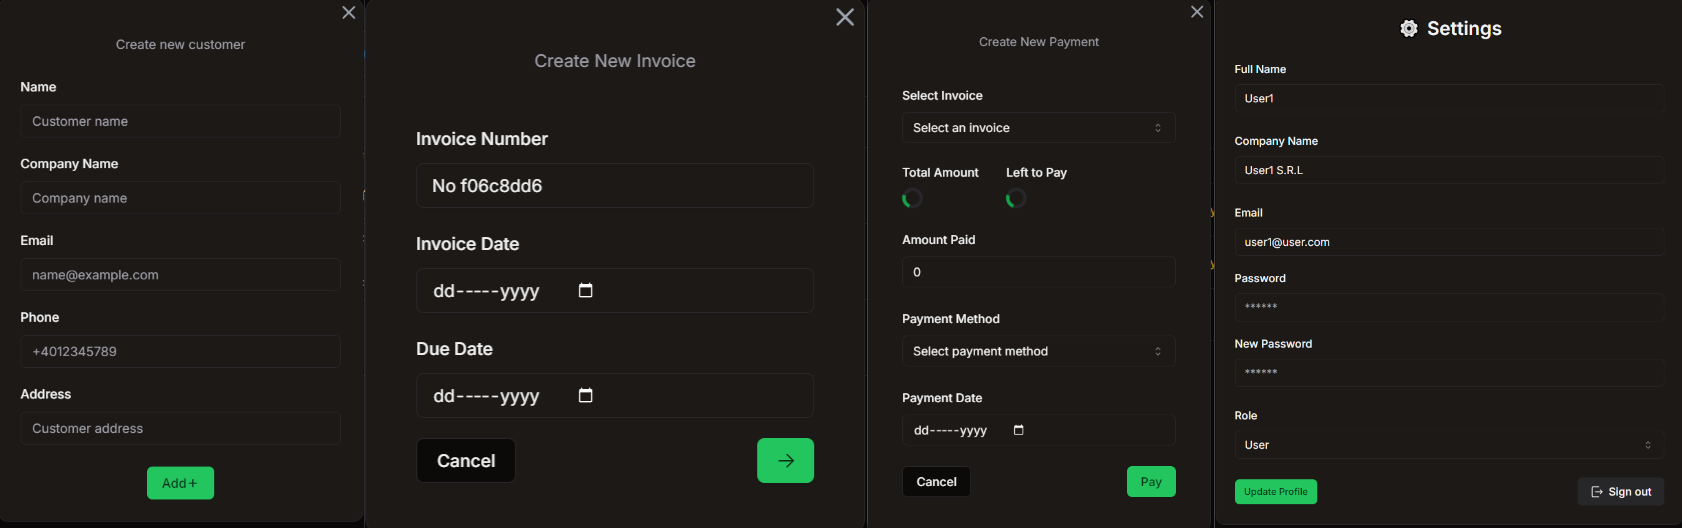 Create new customer
Name
Customer name
Company Name
Company name
Email
name@example.com
Phone
+4012345789
Address
Customer address
Add+
Create New Invoice
Invoice Number
No f06c8dd6
Invoice Date
dd-----yyyy
Due Date
dd-----yyyy
Cancel
Create New Payment
Select Invoice
Select an invoice
Total Amount Left to Pay
Amount Paid
0
Payment Method
Select payment method
Payment Date
dd-----yyyy
Cancel Pay
Settings
Full Name
User1
Company Name
User1 S.R.L
Email
user1@user.com
Password
******
New Password
******
Role
User
Update Profile Sign out